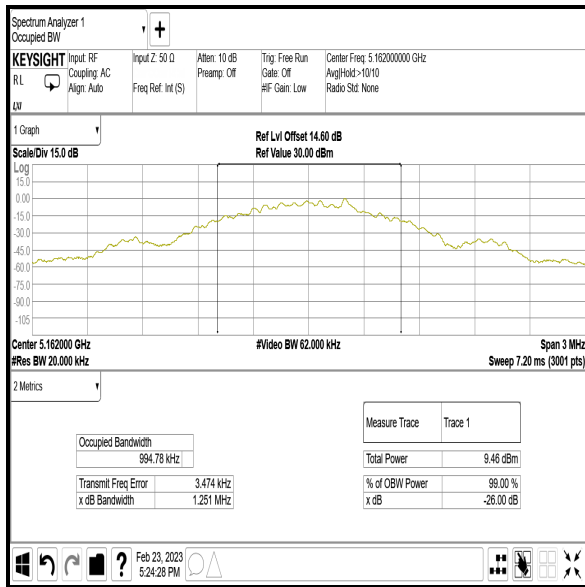 Spectrum Analyzer 1
Occupied BW
KEYSIGHT
R L
LXI
Input: RF
Coupling: AC
Align: Auto
Input Z: 50 Ω
Freq Ref: Int (S)
Atten: 10 dB
Preamp: Off
Trig: Free Run
Gate: Off
#IF Gain: Low
Center Freq: 5.162000000 GHz
Avg|Hold:>10/10
Radio Std: None
1 Graph
Scale/Div 15.0 dB
Ref Lvl Offset 14.60 dB
Ref Value 30.00 dBm
Log
15.0
0.00
-15.0
-30.0
-45.0
-60.0
-75.0
-90.0
-105
Center 5.162000 GHz
#Video BW 62.000 kHz
Span 3 MHz
#Res BW 20.000 kHz
Sweep 7.20 ms (3001 pts)
2 Metrics
Occupied Bandwidth
994.78 kHz
Transmit Freq Error 3.474 kHz
x dB Bandwidth 1.251 MHz
Measure Trace Trace 1
Total Power 9.46 dBm
% of OBW Power 99.00 %
x dB -26.00 dB
?
Feb 23, 2023
5:24:28 PM